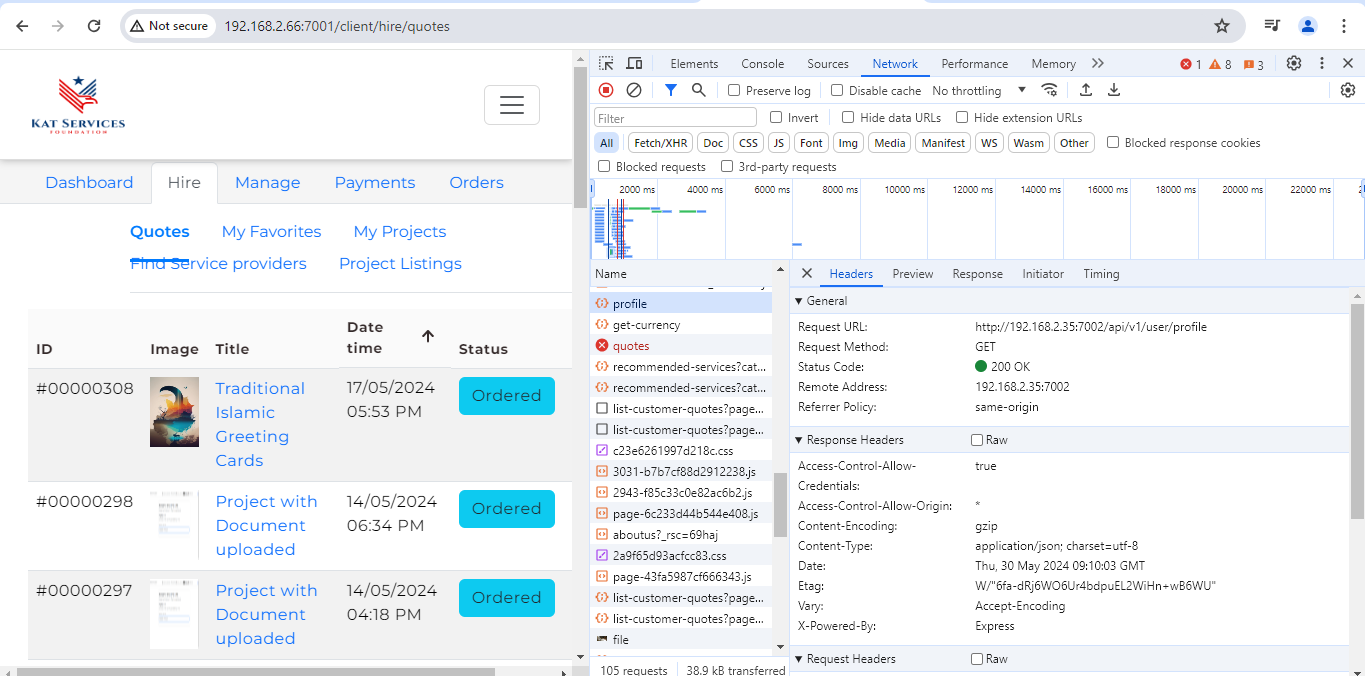 Not secure 192.168.2.66:7001/client/hire/quotes
KAT SERVICES
FOUNDATION
Dashboard Hire Manage Payments Orders
Quotes My Favorites My Projects
Find Service providers Project Listings
ID Image Title Date time Status
#00000308 Traditional Islamic Greeting Cards 17/05/2024 05:53 PM Ordered
#00000298 Project with Document uploaded 14/05/2024 06:34 PM Ordered
#00000297 Project with Document uploaded 14/05/2024 04:18 PM Ordered
Elements Console Sources Network Performance Memory 1 8 3
Preserve log Disable cache No throttling
Filter Invert Hide data URLs Hide extension URLs
All Fetch/XHR Doc CSS JS Font Img Media Manifest WS Wasm Other Blocked response cookies
Blocked requests 3rd-party requests
2000 ms 4000 ms 6000 ms 8000 ms 10000 ms 12000 ms 14000 ms 16000 ms 18000 ms 20000 ms 22000 ms
Name
profile
get-currency
quotes
recommended-services?cat...
recommended-services?cat...
list-customer-quotes?page...
list-customer-quotes?page...
c23e6261997d218c.css
3031-b7b7cf88d2912238.js
2943-f85c33c0e82ac6b2.js
page-6c233d44b544e408.js
aboutus?_rsc=69haj
2a9f65d93acfcc83.css
page-43fa5987cf666343.js
list-customer-quotes?page...
list-customer-quotes?page...
file
105 requests 38.9 kB transferred
Headers Preview Response Initiator Timing
General
Request URL: http://192.168.2.35:7002/api/v1/user/profile
Request Method: GET
Status Code: 200 OK
Remote Address: 192.168.2.35:7002
Referrer Policy: same-origin
Response Headers Raw
Access-Control-Allow-Credentials: true
Access-Control-Allow-Origin: *
Content-Encoding: gzip
Content-Type: application/json; charset=utf-8
Date: Thu, 30 May 2024 09:10:03 GMT
Etag: W/"6fa-dRj6WO6Ur4bdpuEL2WiHn+wB6WU"
Vary: Accept-Encoding
X-Powered-By: Express
Request Headers Raw